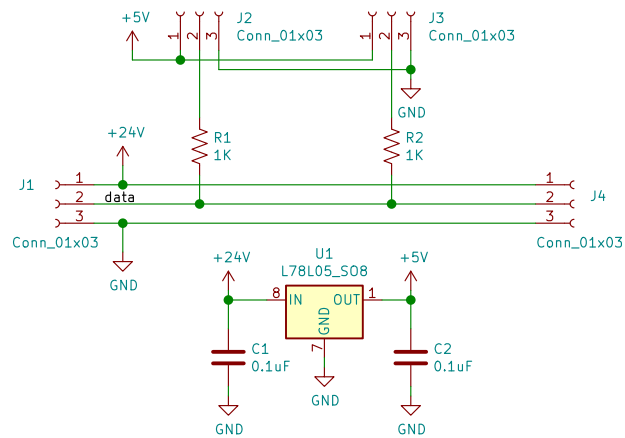 +5V
J2
Conn_01x03
1
2
3
J3
Conn_01x03
1
2
3
GND
+24V
R1
1K
R2
1K
J1
1
2
3
data
Conn_01x03
1
2
3
J4
Conn_01x03
GND
U1
L78L05_SO8
+24V
+5V
8
IN
OUT
1
GND
7
C1
0.1uF
C2
0.1uF
GND
GND
GND